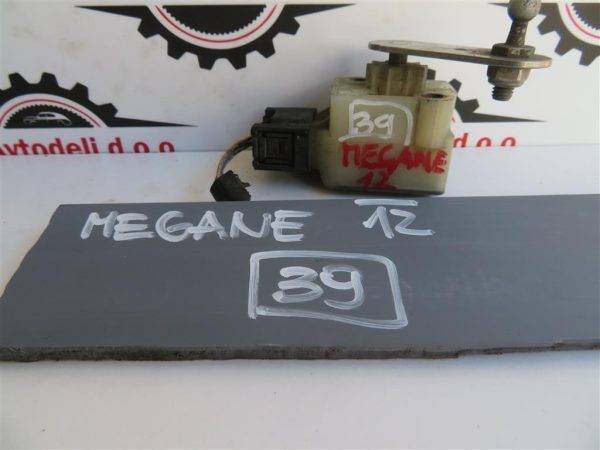 39
MEGANE
12
avtodeli d.o.o
d.o.o
MEGANE 12
39